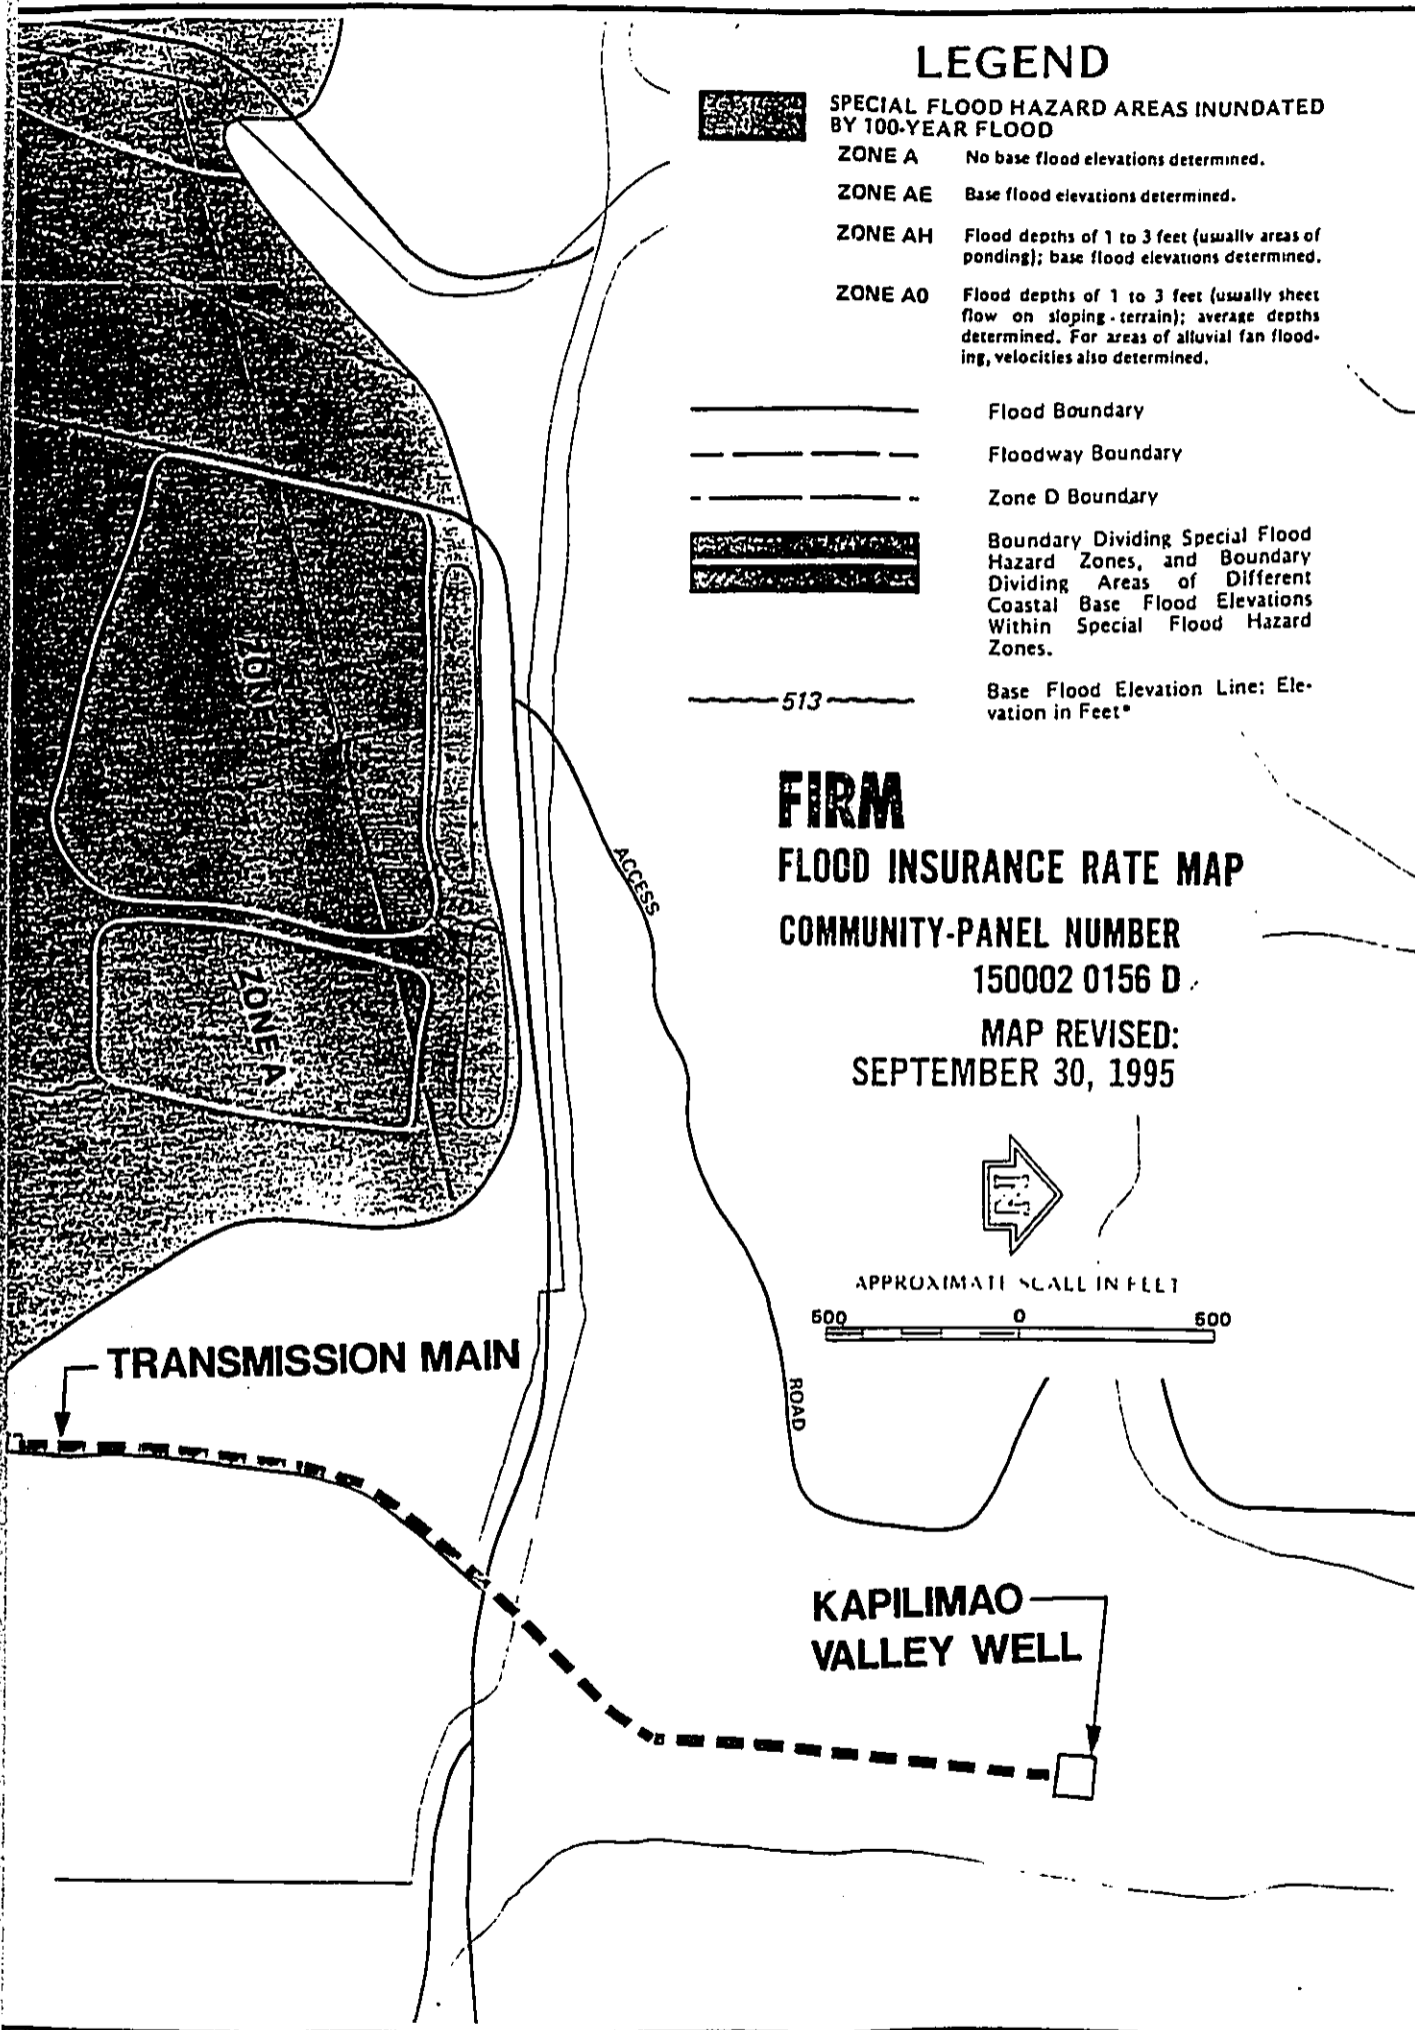 LEGEND
SPECIAL FLOOD HAZARD AREAS INUNDATED
BY 100-YEAR FLOOD
ZONE A No base flood elevations determined.
ZONE AE Base flood elevations determined.
ZONE AH Flood depths of 1 to 3 feet (usually areas of
ponding); base flood elevations determined.
ZONE A0 Flood depths of 1 to 3 feet (usually sheet
flow on sloping - terrain); average depths
determined. For areas of alluvial fan flood-
ing, velocities also determined.
Flood Boundary
Floodway Boundary
Zone D Boundary
Boundary Dividing Special Flood
Hazard Zones, and Boundary
Dividing Areas of Different
Coastal Base Flood Elevations
Within Special Flood Hazard
Zones.
513 Base Flood Elevation Line; Ele-
vation in Feet*
FIRM
FLOOD INSURANCE RATE MAP
COMMUNITY-PANEL NUMBER
150002 0156 D
MAP REVISED:
SEPTEMBER 30, 1995
N
APPROXIMATE SCALE IN FEET
500 0 500
ZONE
ZONE A
ACCESS
ROAD
TRANSMISSION MAIN
KAPILIMAO
VALLEY WELL